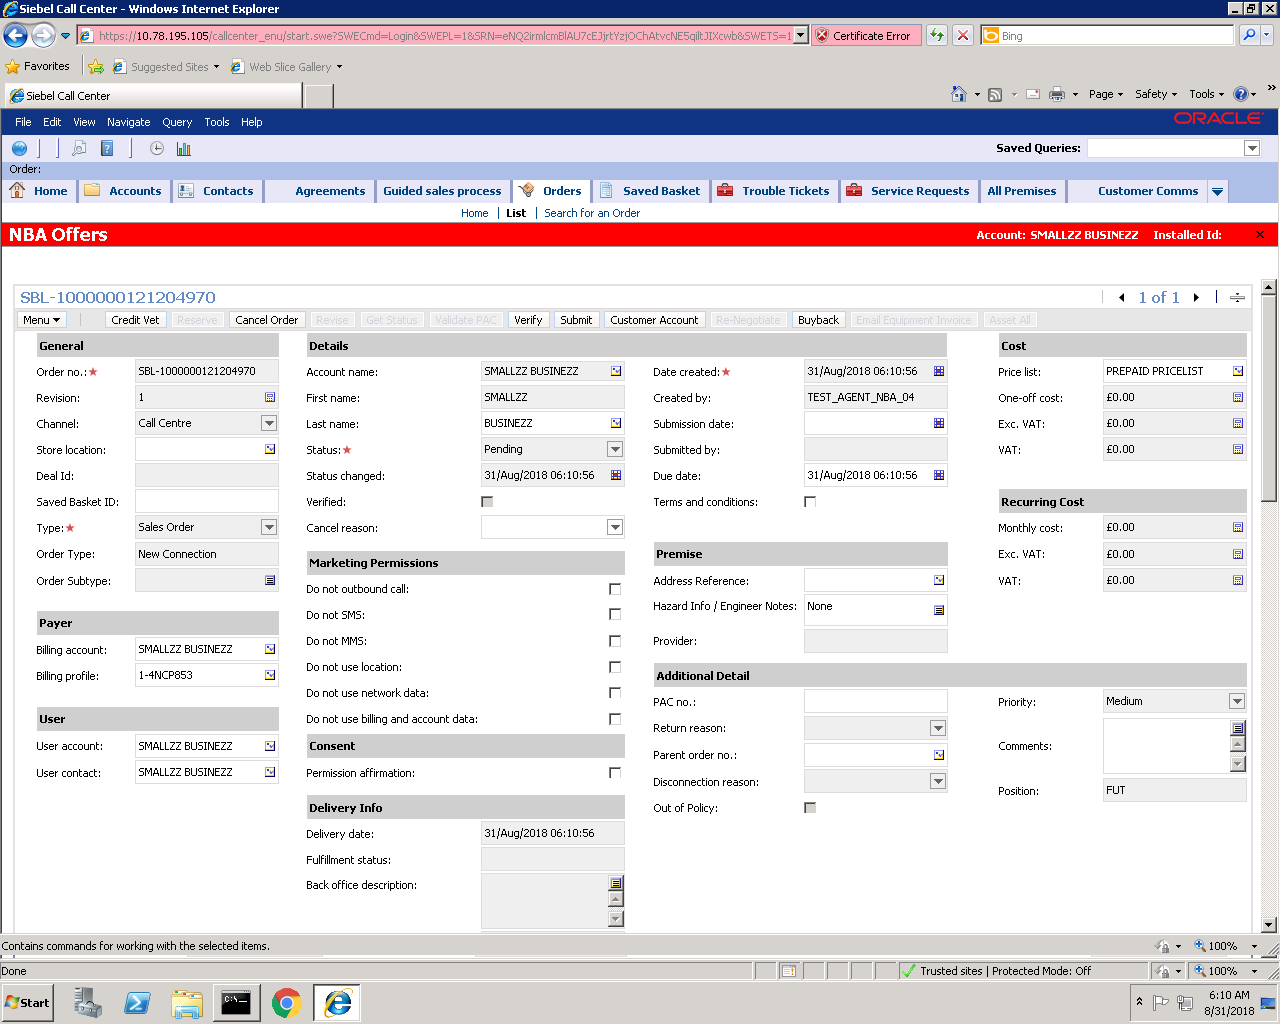 Siebel Call Center - Windows Internet Explorer
https://10.78.195.105/callcenter_enu/start.swe?SWECmd=Login&SWEPL=1&SRN=
Certificate Error
Bing
Favorites
Suggested Sites
Web Slice Gallery
Siebel Call Center
Page
Safety
Tools
File Edit View Navigate Query Tools Help
ORACLE
Saved Queries:
Order:
Home
Accounts
Contacts
Agreements
Guided sales process
Orders
Saved Basket
Trouble Tickets
Service Requests
All Premises
Customer Comms
Home | List | Search for an Order
NBA Offers
Account: SMALLZZ BUSINEZZ Installed Id:
SBL-1000000121204970
1 of 1
Menu
Credit Vet
Reserve
Cancel Order
Revise
Get Status
Validate PAC
Verify
Submit
Customer Account
Re-Negotiate
Buyback
Email Equipment Invoice
Asset All
General
Order no.: SBL-1000000121204970
Revision: 1
Channel: Call Centre
Store location:
Deal Id:
Saved Basket ID:
Type: Sales Order
Order Type: New Connection
Order Subtype:
Payer
Billing account: SMALLZZ BUSINEZZ
Billing profile: 1-4NCP853
User
User account: SMALLZZ BUSINEZZ
User contact: SMALLZZ BUSINEZZ
Details
Account name: SMALLZZ BUSINEZZ
First name: SMALLZZ
Last name: BUSINEZZ
Status: Pending
Status changed: 31/Aug/2018 06:10:56
Verified:
Cancel reason:
Marketing Permissions
Do not outbound call:
Do not SMS:
Do not MMS:
Do not use location:
Do not use network data:
Do not use billing and account data:
Consent
Permission affirmation:
Delivery Info
Delivery date: 31/Aug/2018 06:10:56
Fulfillment status:
Back office description:
Date created: 31/Aug/2018 06:10:56
Created by: TEST_AGENT_NBA_04
Submission date:
Submitted by:
Due date: 31/Aug/2018 06:10:56
Terms and conditions:
Premise
Address Reference:
Hazard Info / Engineer Notes: None
Provider:
Additional Detail
PAC no.:
Return reason:
Parent order no.:
Disconnection reason:
Out of Policy:
Priority: Medium
Comments:
Position: FUT
Cost
Price list: PREPAID PRICELIST
One-off cost: £0.00
Exc. VAT: £0.00
VAT: £0.00
Recurring Cost
Monthly cost: £0.00
Exc. VAT: £0.00
VAT: £0.00
Contains commands for working with the selected items.
100%
Done
Trusted sites | Protected Mode: Off
100%
Start
6:10 AM
8/31/2018